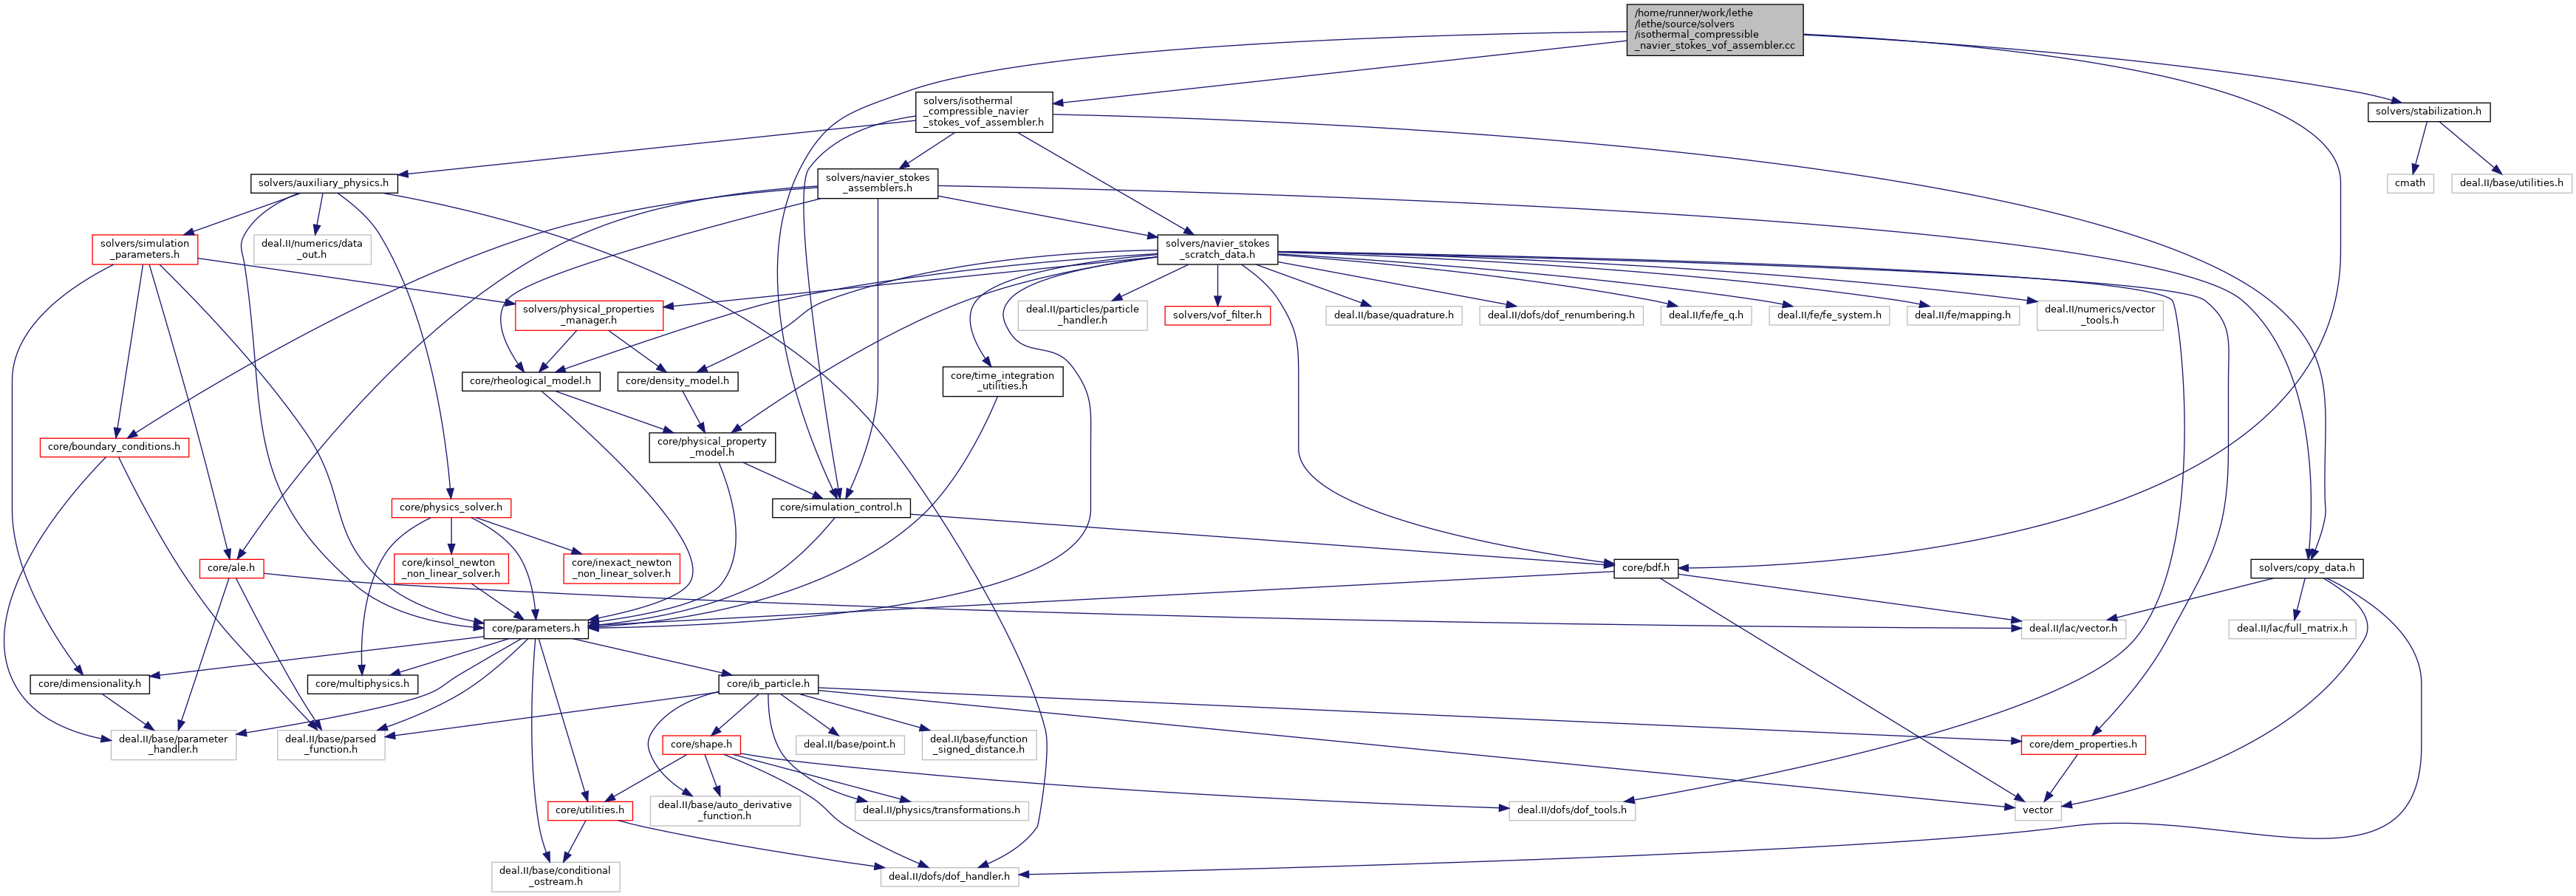 /home/runner/work/lethe
/lethe/source/solvers
/isothermal_compressible
_navier_stokes_vof_assembler.cc
solvers/isothermal
_compressible_navier
_stokes_vof_assembler.h
solvers/stabilization.h
solvers/auxiliary_physics.h
solvers/navier_stokes
_assemblers.h
cmath
deal.II/base/utilities.h
solvers/simulation
_parameters.h
deal.II/numerics/data
_out.h
solvers/navier_stokes
_scratch_data.h
solvers/physical_properties
_manager.h
deal.II/particles/particle
_handler.h
solvers/vof_filter.h
deal.II/base/quadrature.h
deal.II/dofs/dof_renumbering.h
deal.II/fe/fe_q.h
deal.II/fe/fe_system.h
deal.II/fe/mapping.h
deal.II/numerics/vector
_tools.h
core/rheological_model.h
core/density_model.h
core/time_integration
_utilities.h
core/boundary_conditions.h
core/physical_property
_model.h
core/physics_solver.h
core/simulation_control.h
core/ale.h
core/kinsol_newton
_non_linear_solver.h
core/inexact_newton
_non_linear_solver.h
core/bdf.h
solvers/copy_data.h
core/parameters.h
deal.II/lac/vector.h
deal.II/lac/full_matrix.h
core/dimensionality.h
core/multiphysics.h
core/ib_particle.h
deal.II/base/parameter
_handler.h
deal.II/base/parsed
_function.h
core/shape.h
deal.II/base/point.h
deal.II/base/function
_signed_distance.h
core/dem_properties.h
core/utilities.h
deal.II/base/auto_derivative
_function.h
deal.II/physics/transformations.h
deal.II/dofs/dof_tools.h
vector
deal.II/base/conditional
_ostream.h
deal.II/dofs/dof_handler.h